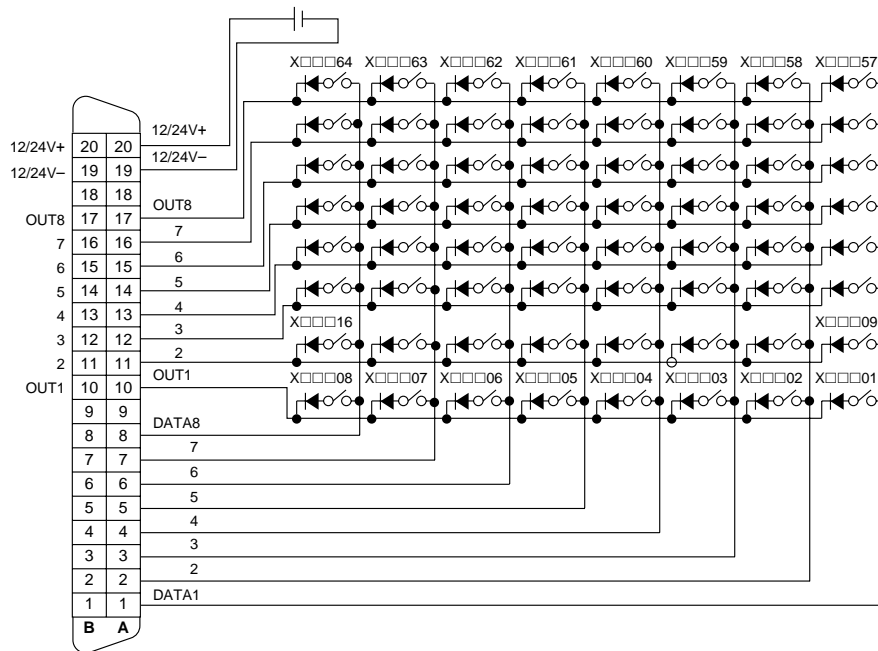 X□□□64 X□□□63 X□□□62 X□□□61 X□□□60 X□□□59 X□□□58 X□□□57
12/24V+ 20 20 12/24V+
12/24V– 19 19 12/24V–
18 18
OUT8 17 17 OUT8
7 16 16 7
6 15 15 6
5 14 14 5
4 13 13 4
3 12 12 3
X□□□16 X□□□09
2 11 11 2
OUT1 10 10 OUT1
X□□□08 X□□□07 X□□□06 X□□□05 X□□□04 X□□□03 X□□□02 X□□□01
9 9
8 8 DATA8
7 7 7
6 6 6
5 5 5
4 4 4
3 3 3
2 2 2
1 1 DATA1
B A